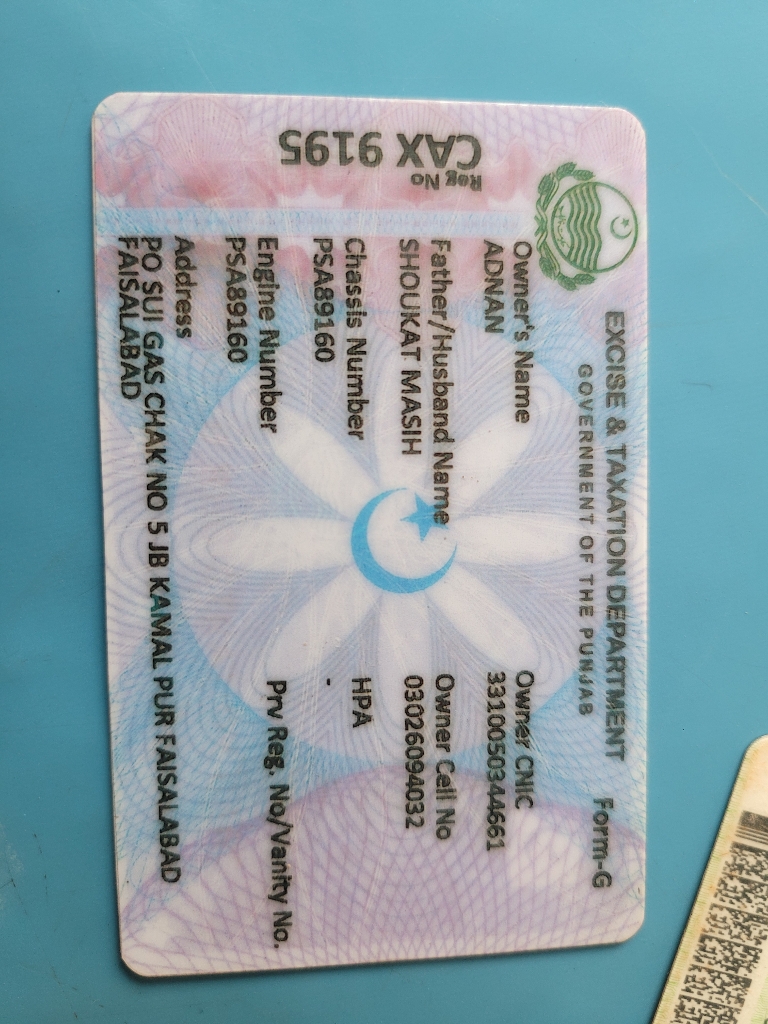 EXCISE & TAXATION DEPARTMENT
GOVERNMENT OF THE PUNJAB
Form-G
Reg No
CAX 9195
Owner's Name
ADNAN
Owner CNIC
3310050344661
Father/Husband Name
SHOUKAT MASIH
Owner Cell No
03026094032
Chassis Number
PSA89160
HPA
-
Engine Number
PSA89160
Prv Reg. No/Vanity No.
Address
PO SUI GAS CHAK NO 5 JB KAMAL PUR FAISALABAD
FAISALABAD